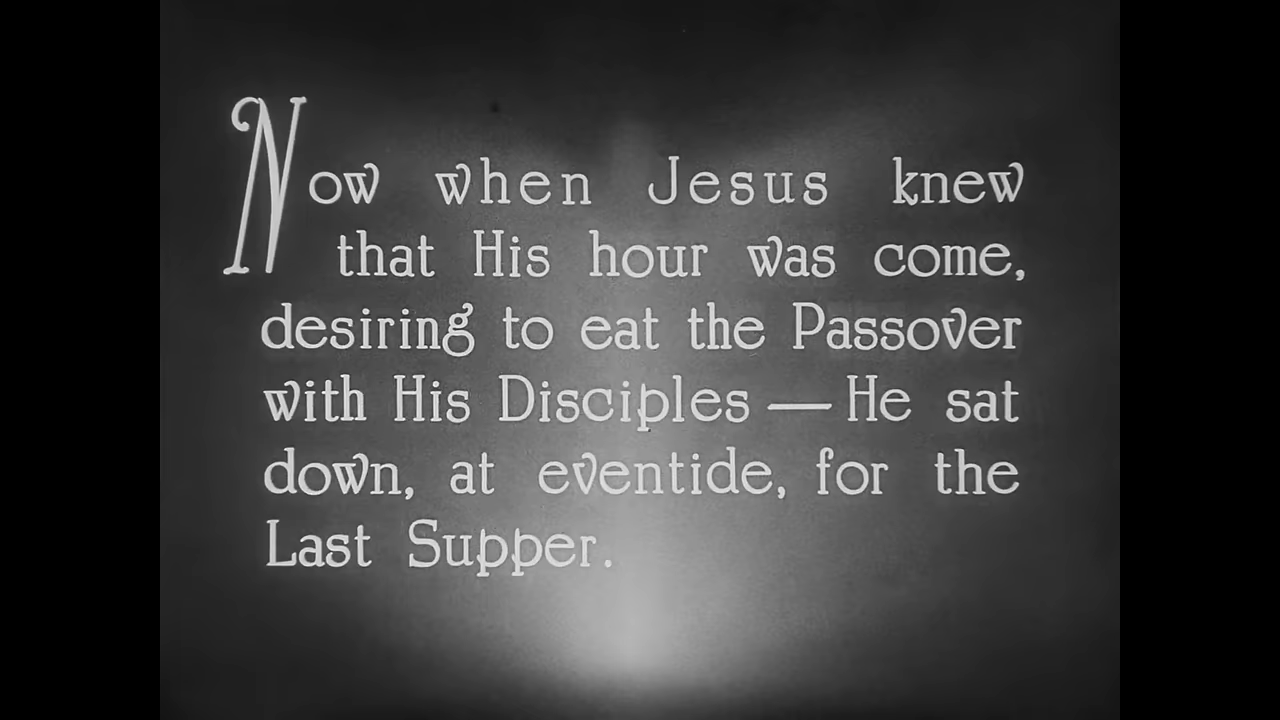 Now when Jesus knew
that His hour was come,
desiring to eat the Passover
with His Disciples — He sat
down, at eventide, for the
Last Supper.